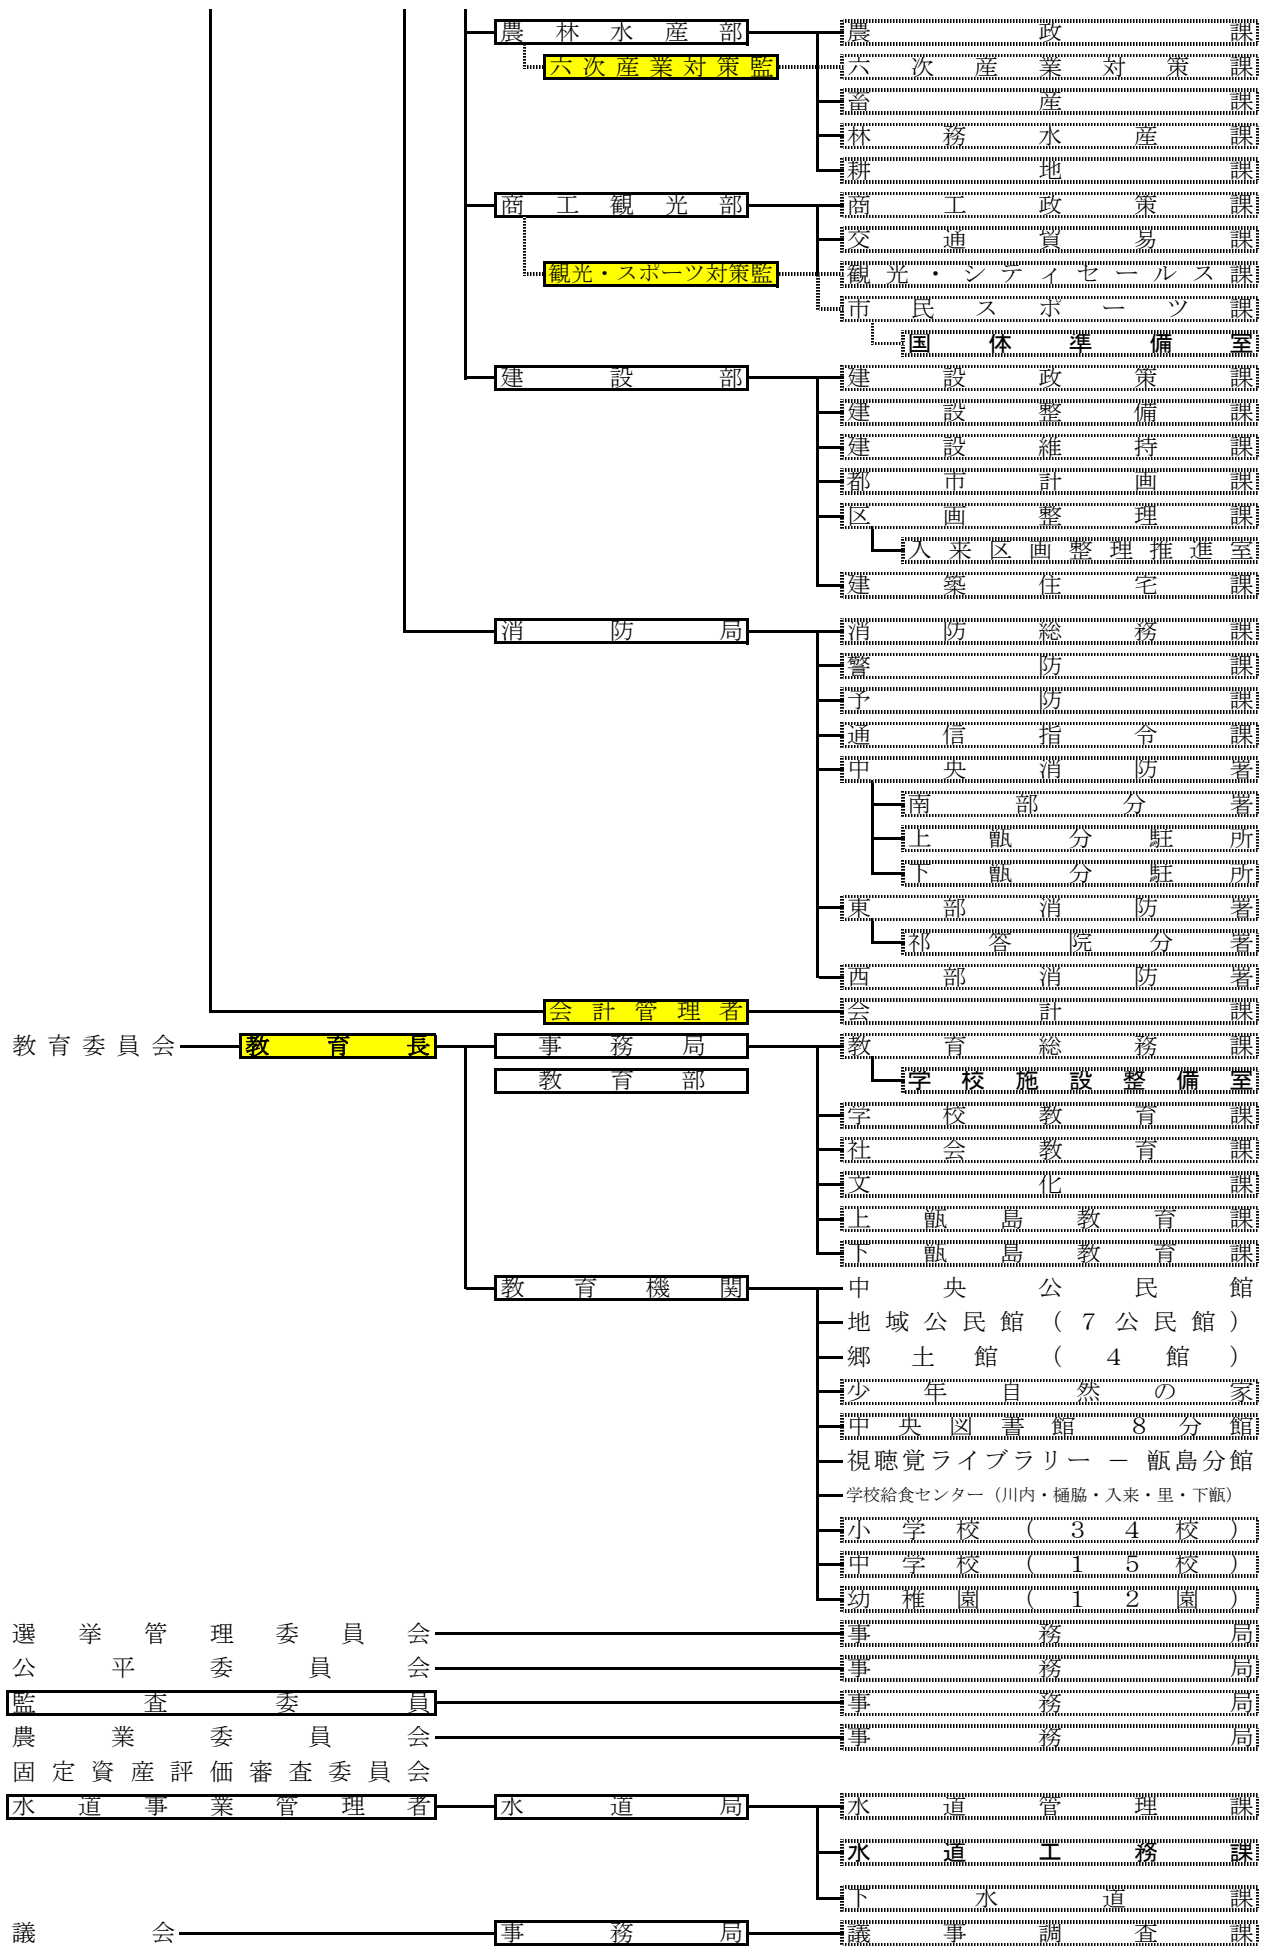 農林水産部 農政課
六次産業対策監 六次産業対策課
畜産課
林務水産課
耕地課
商工観光部 商工政策課
交通貿易課
観光・スポーツ対策監 観光・シティセールス課
市民スポーツ課
国体準備室
建設部 建設政策課
建設整備課
建設維持課
都市計画課
区画整理課
入来区画整理推進室
建築住宅課
消防局 消防総務課
警防課
予防課
通信指令課
中央消防署
南部分署
上甑分駐所
下甑分駐所
東部消防署
祁答院分署
西部消防署
会計管理者 会計課
教育委員会 教育長 事務局 教育総務課
教育部 学校施設整備室
学校教育課
社会教育課
文化課
上甑島教育課
下甑島教育課
教育機関 中央公民館
地域公民館(7公民館)
郷土館(4館)
少年自然の家
中央図書館 8分館
視聴覚ライブラリー － 甑島分館
学校給食センター（川内・樋脇・入来・里・下甑）
小学校(34校)
中学校(15校)
幼稚園(12園)
選挙管理委員会 事務局
公平委員会 事務局
監査委員 事務局
農業委員会 事務局
固定資産評価審査委員会
水道事業管理者 水道局 水道管理課
水道工務課
下水道課
議会 事務局 議事調査課